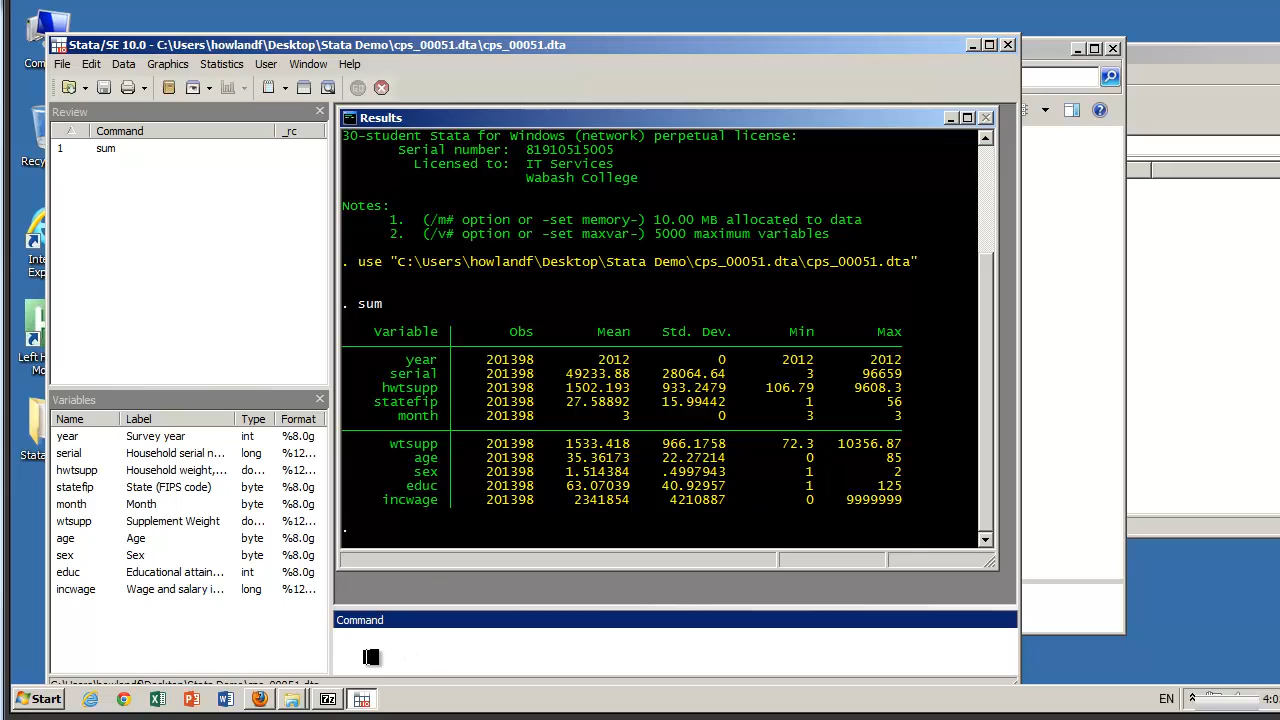 Stata/SE 10.0 - C:\Users\howlandf\Desktop\Stata Demo\cps_00051.dta\cps_00051.dta
File Edit Data Graphics Statistics User Window Help
Review
Command _rc
1 sum
Variables
Name Label Type Format
year Survey year int %8.0g
serial Household serial n... long %12...
hwtsupp Household weight,... do... %12...
statefip State (FIPS code) byte %8.0g
month Month byte %8.0g
wtsupp Supplement Weight do... %12...
age Age byte %8.0g
sex Sex byte %8.0g
educ Educational attain... int %8.0g
incwage Wage and salary i... long %12...
Results
30-student Stata for Windows (network) perpetual license:
Serial number: 81910515005
Licensed to: IT Services
Wabash College
Notes:
1. (/m# option or -set memory-) 10.00 MB allocated to data
2. (/v# option or -set maxvar-) 5000 maximum variables
. use "C:\Users\howlandf\Desktop\Stata Demo\cps_00051.dta\cps_00051.dta"
. sum
Variable Obs Mean Std. Dev. Min Max
year 201398 2012 0 2012 2012
serial 201398 49233.88 28064.64 3 96659
hwtsupp 201398 1502.193 933.2479 106.79 9608.3
statefip 201398 27.58892 15.99442 1 56
month 201398 3 0 3 3
wtsupp 201398 1533.418 966.1758 72.3 10356.87
age 201398 35.36173 22.27214 0 85
sex 201398 1.514384 .4997943 1 2
educ 201398 63.07039 40.92957 1 125
incwage 201398 2341854 4210887 0 9999999
.
Command
Start
7z
EN
4:0